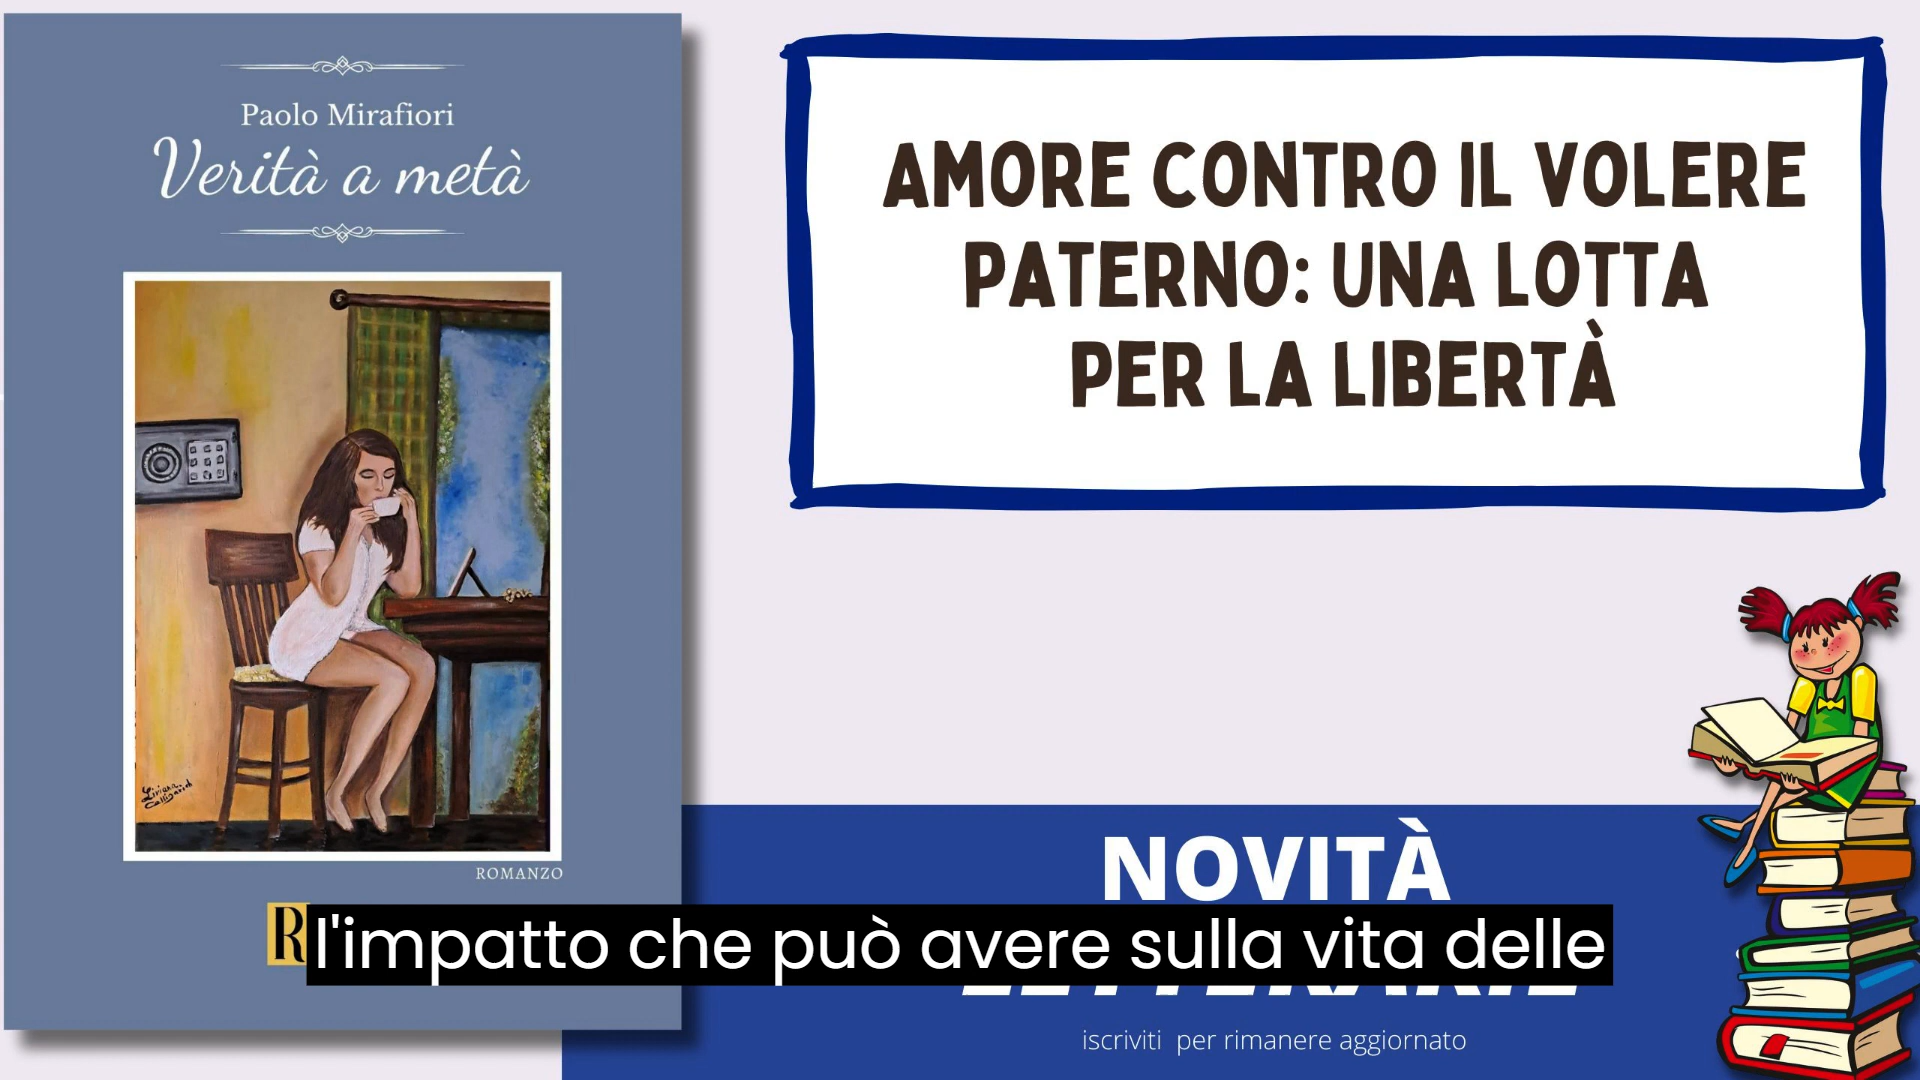 Paolo Mirafiori
Verità a metà
ROMANZO
R
AMORE CONTRO IL VOLERE
PATERNO: UNA LOTTA
PER LA LIBERTÀ
NOVITÀ
l'impatto che può avere sulla vita delle
iscriviti per rimanere aggiornato